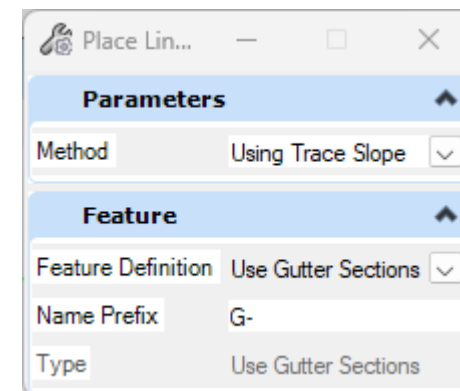 Place Lin...
Parameters
Method Using Trace Slope
Feature
Feature Definition Use Gutter Sections
Name Prefix G-
Type Use Gutter Sections